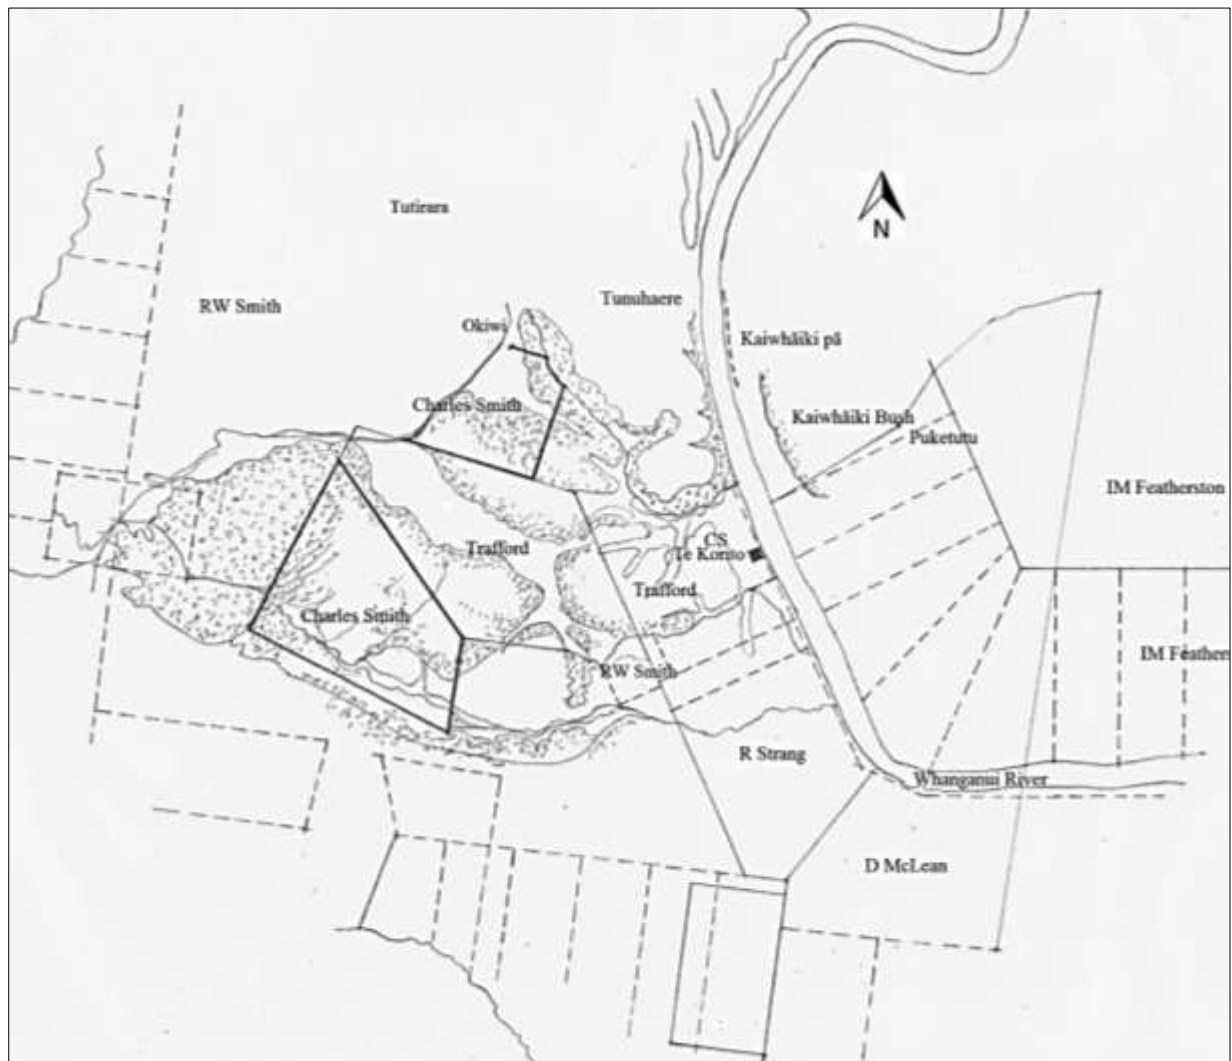 N
Tutirara
RW Smith
Tunuhaere
Okiwi
Kaiwhāiki pā
Charles Smith
Kaiwhāiki Bush
Puketutu
IM Featherston
CS
Trafford
Te Korito
Trafford
Charles Smith
RW Smith
IM Feathers
R Strang
Whanganui River
D McLean